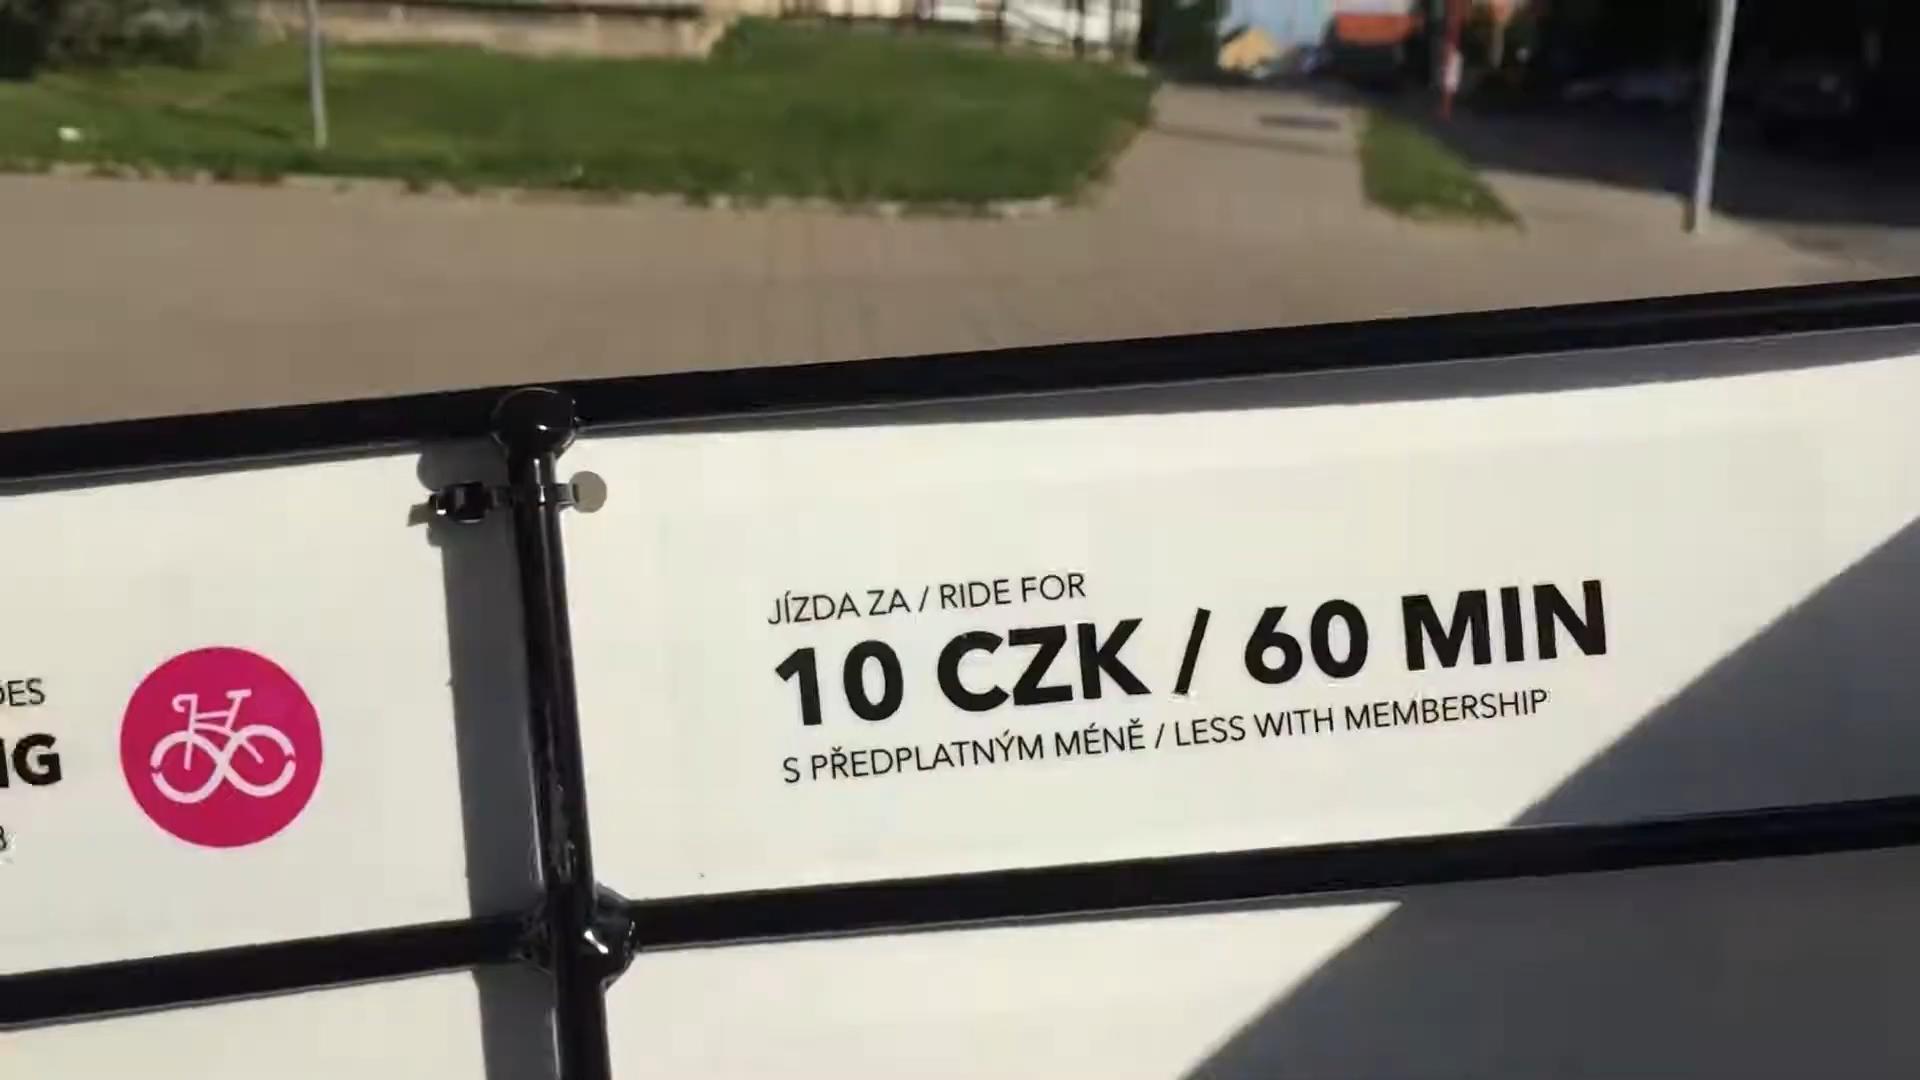 JÍZDA ZA / RIDE FOR
10 CZK / 60 MIN
S PŘEDPLATNÝM MÉNĚ / LESS WITH MEMBERSHIP